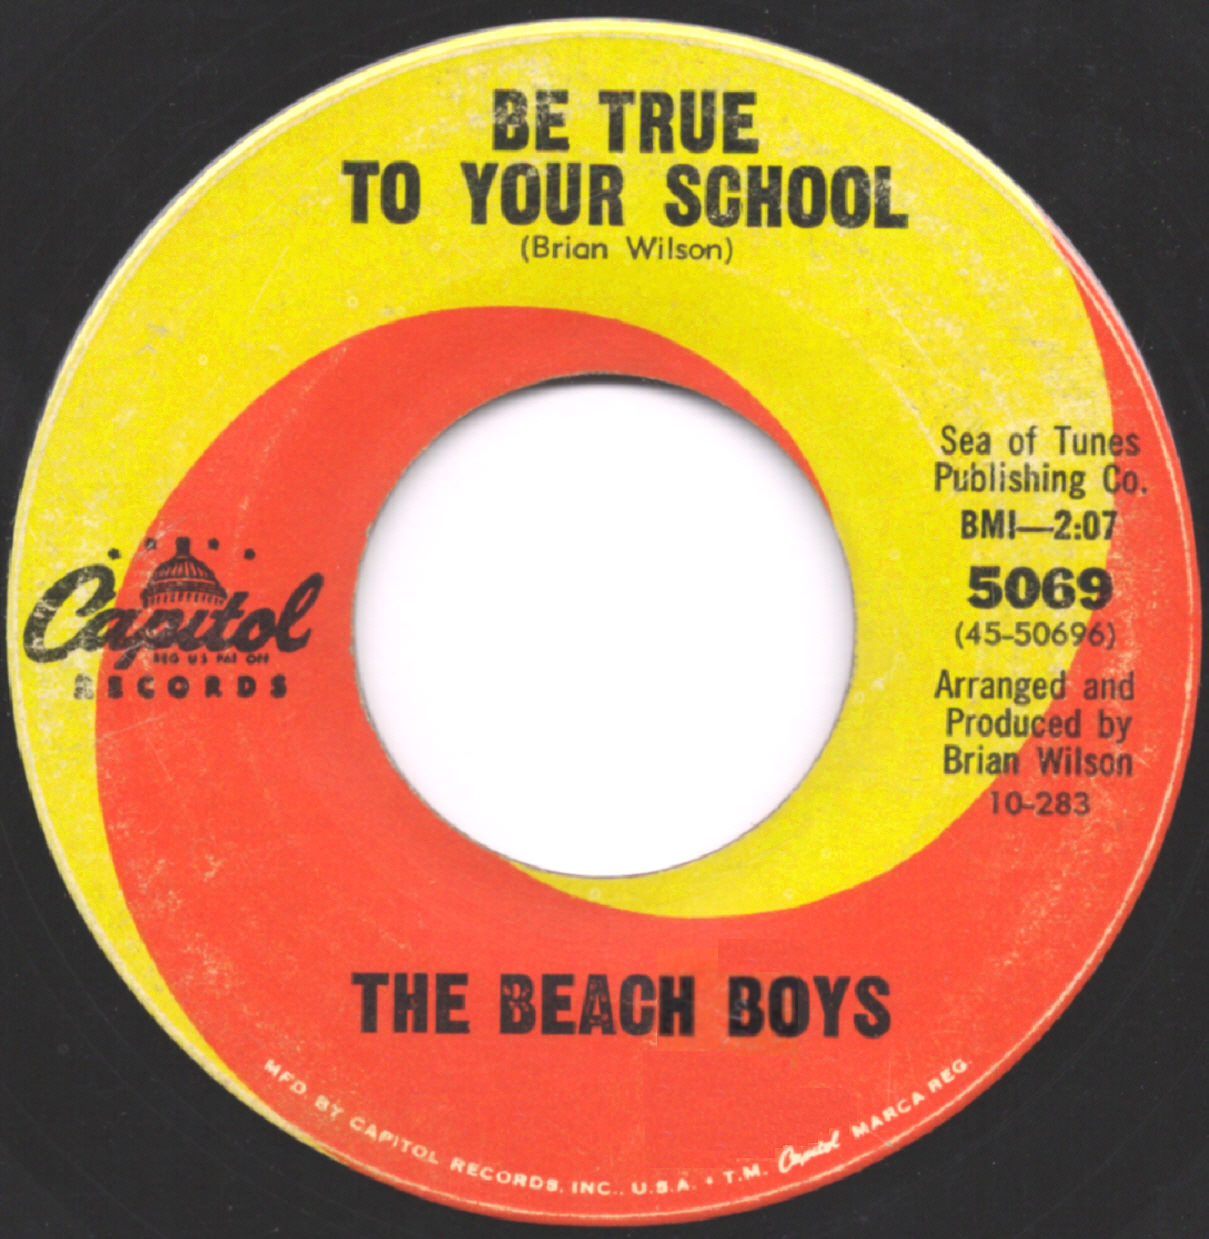 BE TRUE
TO YOUR SCHOOL
(Brian Wilson)
Sea of Tunes
Publishing Co.
BMI—2:07
5069
(45-50696)
Arranged and
Produced by
Brian Wilson
10-283
Capitol
REG U S PAT OFF
RECORDS
THE BEACH BOYS
MFD. BY CAPITOL RECORDS, INC., U.S.A. • T.M. Capitol MARCA REG.